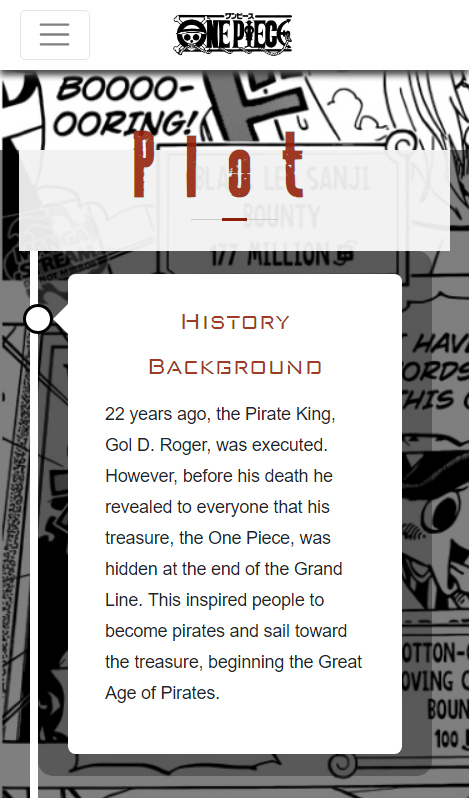 ワンピース
ONE PIECE
BOOOO-
OORING!
Plot
BLACK LEG SANJI
BOUNTY
177 MILLION
History
Background
22 years ago, the Pirate King,
Gol D. Roger, was executed.
However, before his death he
revealed to everyone that his
treasure, the One Piece, was
hidden at the end of the Grand
Line. This inspired people to
become pirates and sail toward
the treasure, beginning the Great
Age of Pirates.
HAV
ORDS
THIS
OTTON-
OVING C
BOUN
100